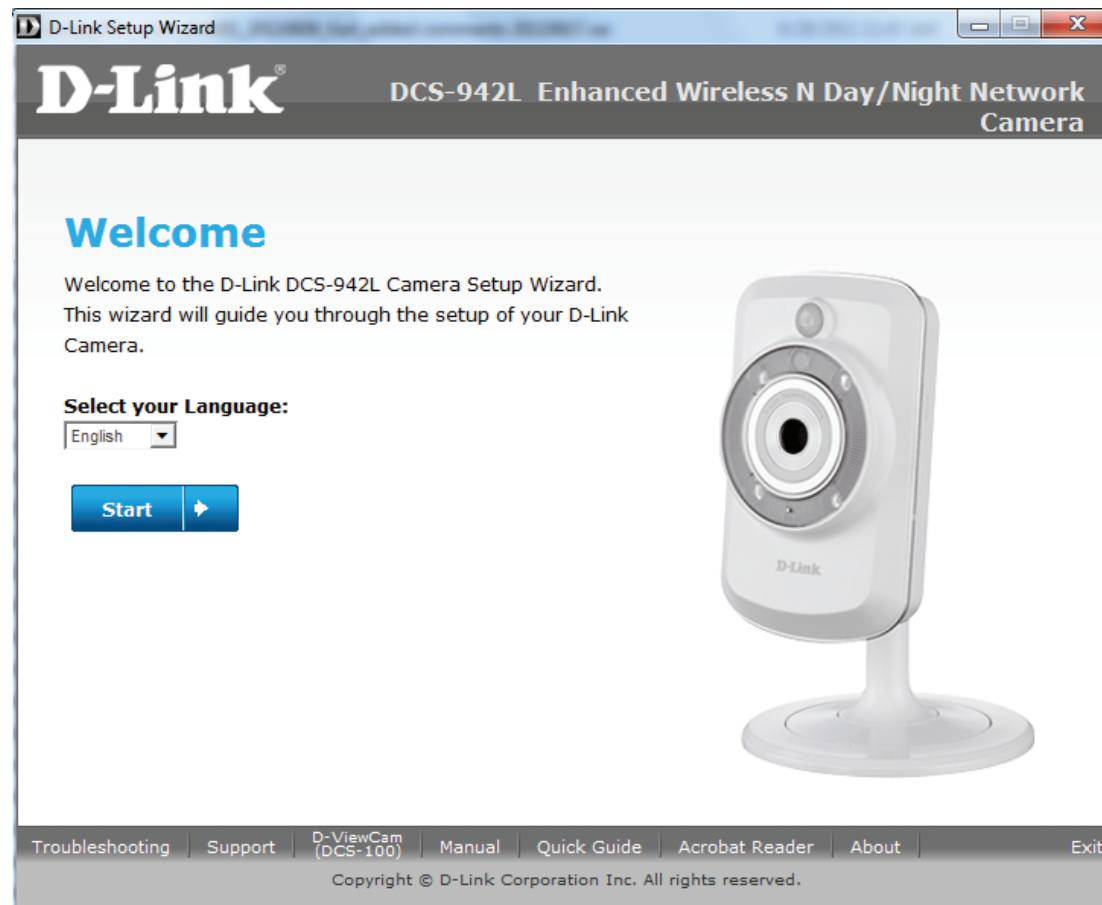 D-Link Setup Wizard
D-Link®
DCS-942L Enhanced Wireless N Day/Night Network
Camera
Welcome
Welcome to the D-Link DCS-942L Camera Setup Wizard.
This wizard will guide you through the setup of your D-Link
Camera.
Select your Language:
English
Start
D-Link
Troubleshooting
Support
D-ViewCam
(DCS-100)
Manual
Quick Guide
Acrobat Reader
About
Exit
Copyright © D-Link Corporation Inc. All rights reserved.